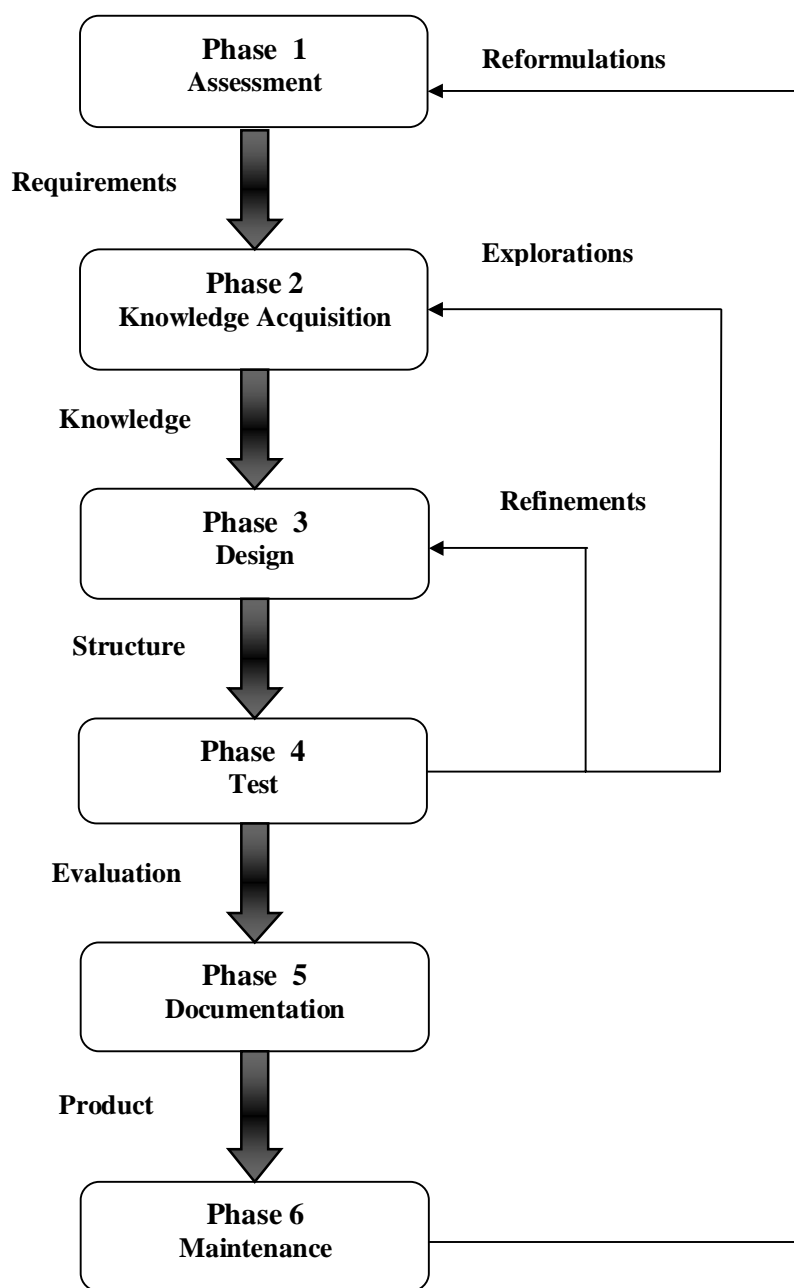 Phase 1
Assessment
Reformulations
Requirements
Phase 2
Knowledge Acquisition
Explorations
Knowledge
Phase 3
Design
Refinements
Structure
Phase 4
Test
Evaluation
Phase 5
Documentation
Product
Phase 6
Maintenance